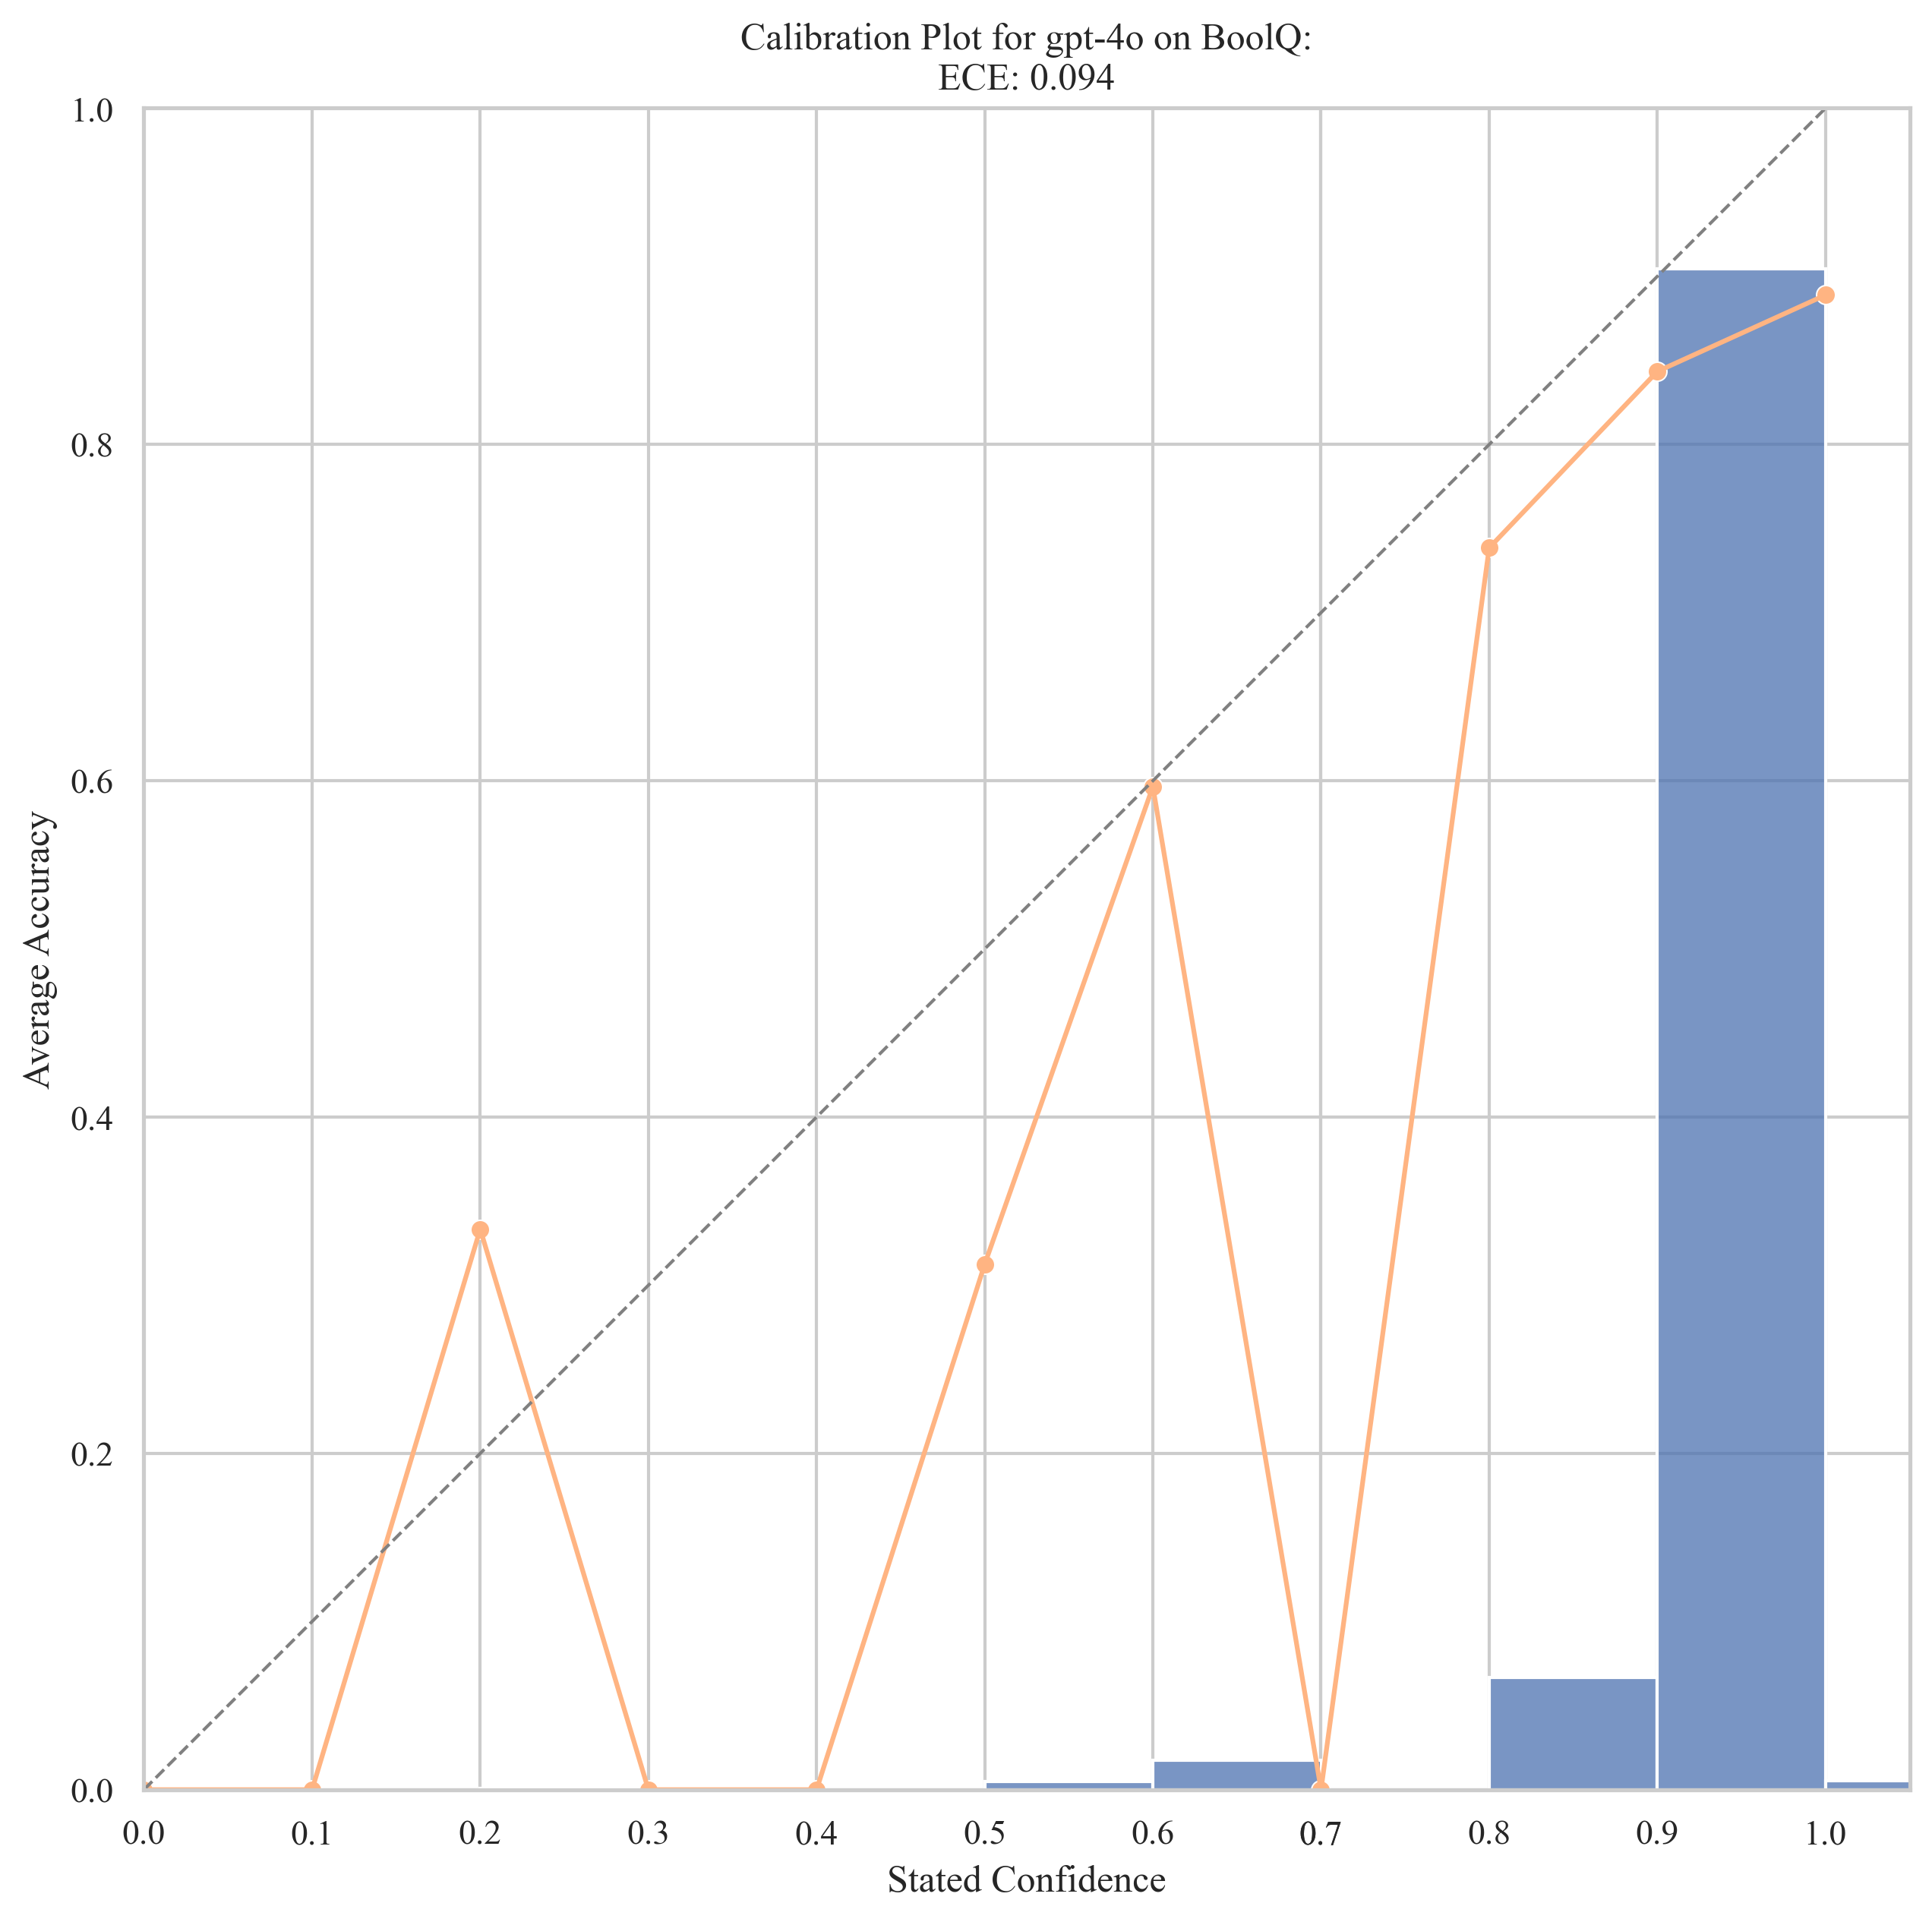 Calibration Plot for gpt-4o on BoolQ:
ECE: 0.094
1.0
0.8
0.6
0.4
0.2
0.0
Average Accuracy
0.0 0.1 0.2 0.3 0.4 0.5 0.6 0.7 0.8 0.9 1.0
Stated Confidence